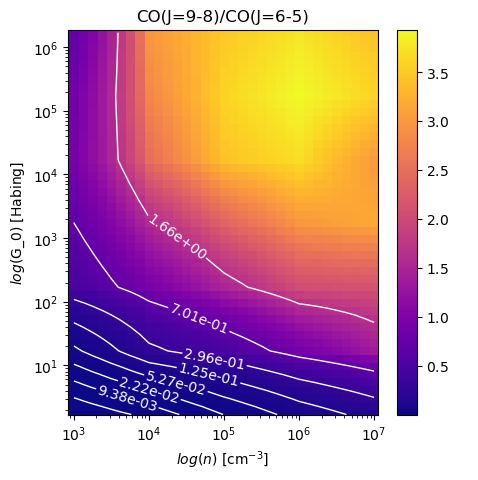 CO(J=9-8)/CO(J=6-5)
10^6
10^5
10^4
10^3
10^2
10^1
log(G_0) [Habing]
1.66e+00
7.01e-01
2.96e-01
1.25e-01
5.27e-02
2.22e-02
9.38e-03
10^3
10^4
10^5
10^6
10^7
log(n) [cm^−3]
3.5
3.0
2.5
2.0
1.5
1.0
0.5